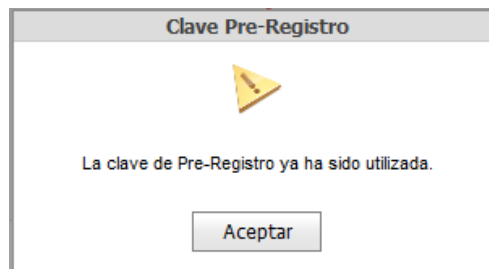 Clave Pre-Registro
La clave de Pre-Registro ya ha sido utilizada.
Aceptar